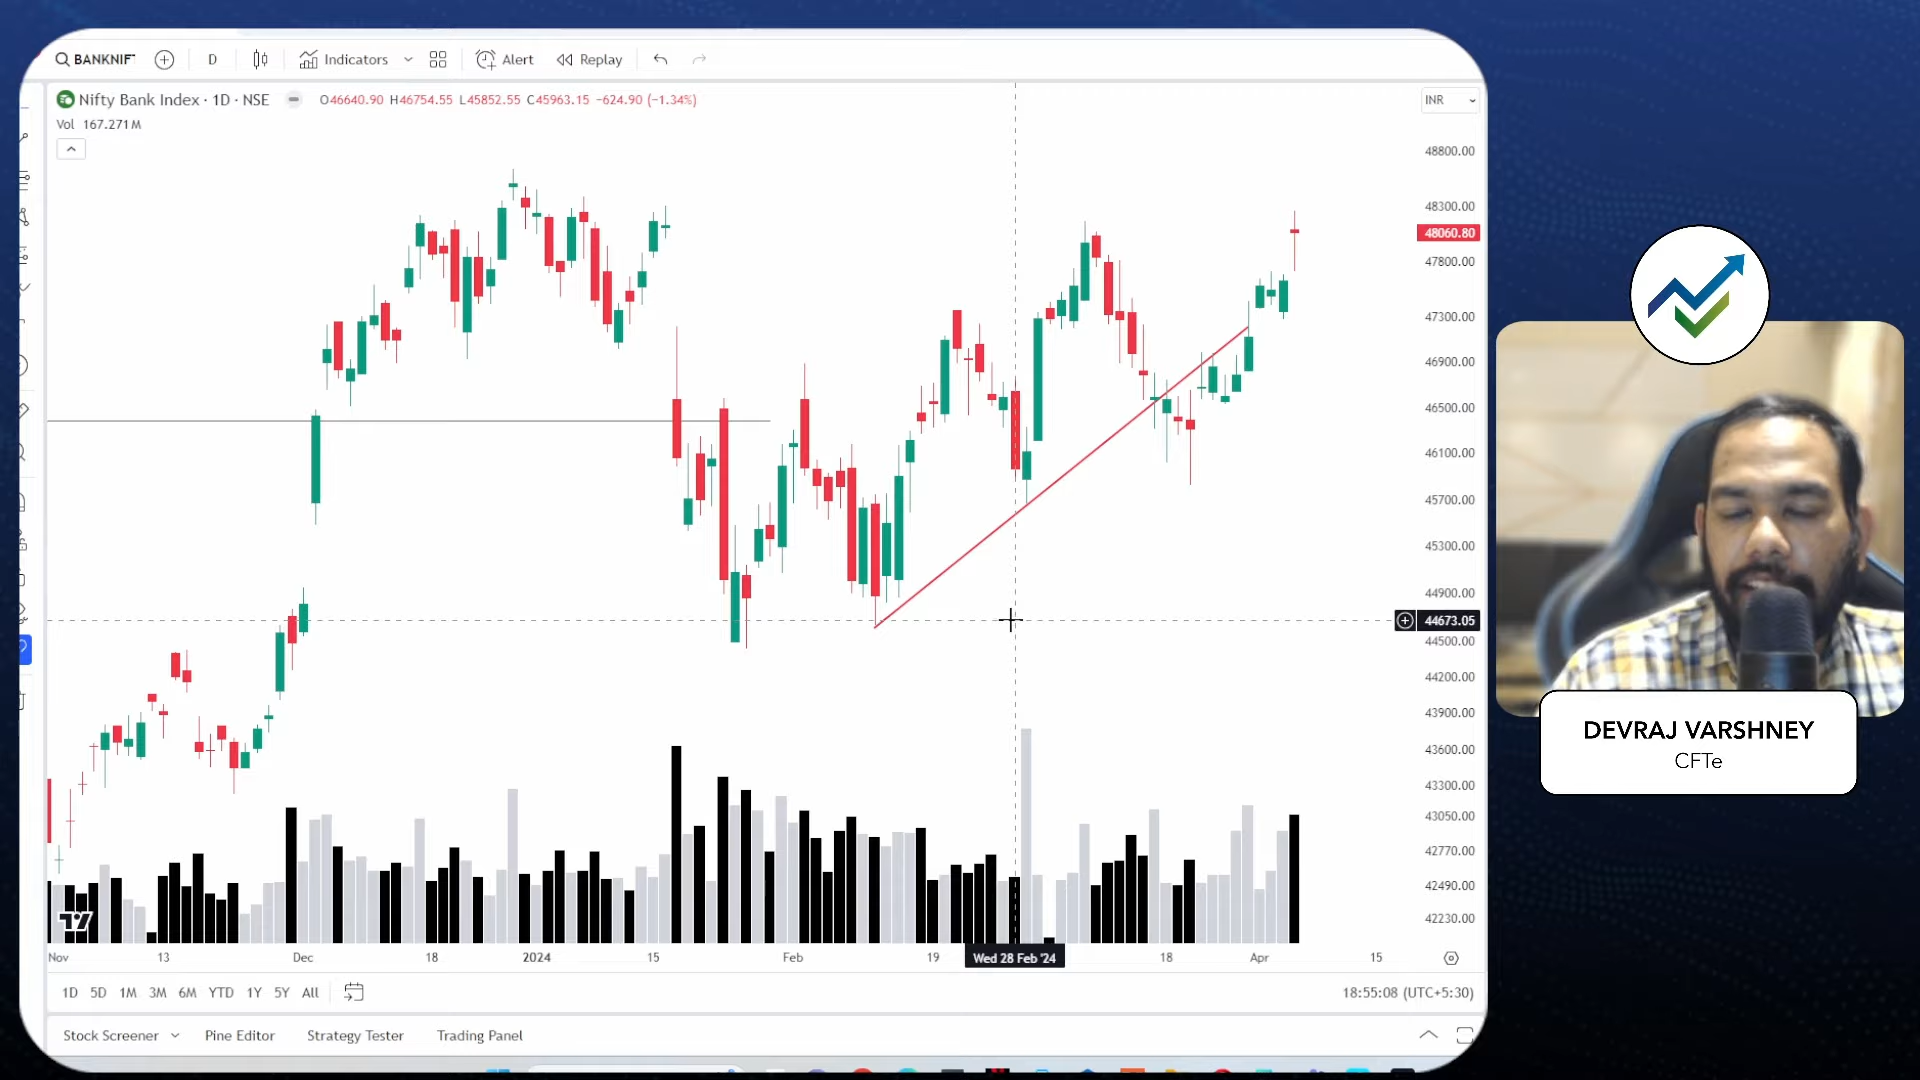 BANKNIF
D
Indicators
Alert
Replay
Nifty Bank Index · 1D · NSE
O46640.90 H46754.55 L45852.55 C45963.15 −624.90 (−1.34%)
INR
Vol 167.271M
48800.00
48300.00
48060.80
47800.00
47300.00
46900.00
46500.00
46100.00
45700.00
45300.00
44900.00
44673.05
44500.00
44200.00
43900.00
43600.00
43300.00
43050.00
42770.00
42490.00
42230.00
Nov 13 Dec 18 2024 15 Feb 19 Wed 28 Feb '24 18 Apr 15
1D 5D 1M 3M 6M YTD 1Y 5Y All
18:55:08 (UTC+5:30)
Stock Screener Pine Editor Strategy Tester Trading Panel
DEVRAJ VARSHNEY
CFTe